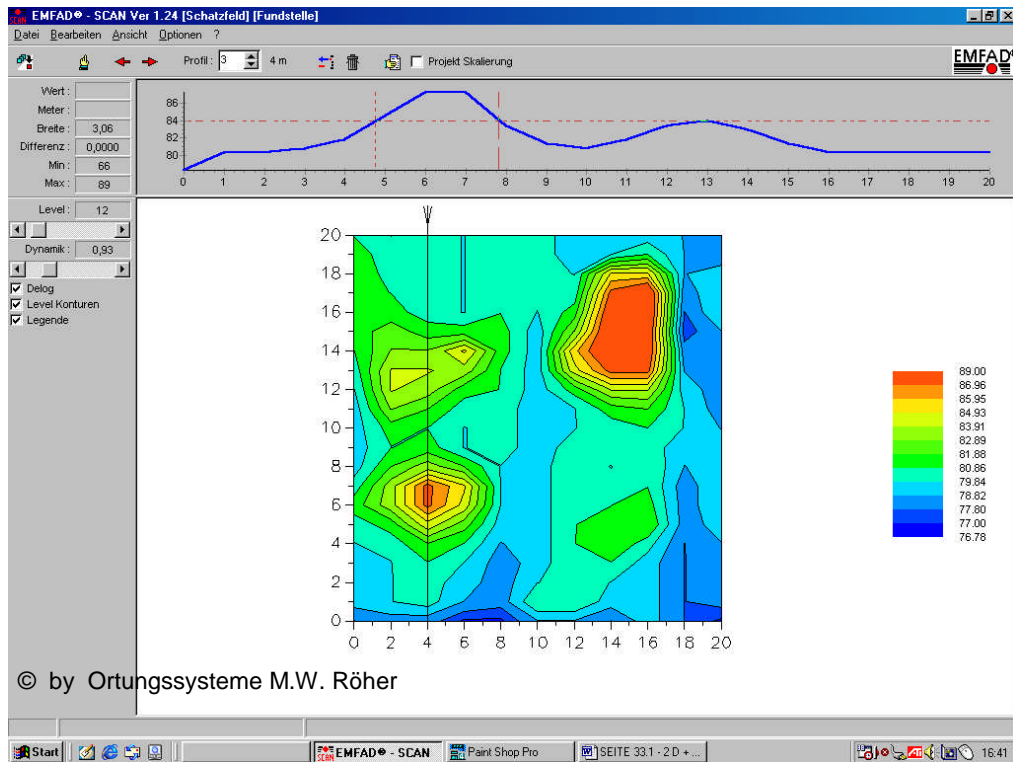 EMFAD® - SCAN Ver 1.24 [Schatzfeld] [Fundstelle]
Datei Bearbeiten Ansicht Optionen ?
Profil : 3 4 m Projekt Skalierung EMFAD®
Wert :
Meter :
Breite : 3,06
Differenz : 0,0000
Min : 66
Max : 89
86
84
82
80
0 1 2 3 4 5 6 7 8 9 10 11 12 13 14 15 16 17 18 19 20
Level : 12
Dynamik : 0,93
Delog
Level Konturen
Legende
20
18
16
14
12
10
8
6
4
2
0
0 2 4 6 8 10 12 14 16 18 20
89.00
86.96
85.95
84.93
83.91
82.89
81.88
80.86
79.84
78.82
77.80
77.00
76.78
© by Ortungssysteme M.W. Röher
Start SCAN EMFAD® - SCAN Paint Shop Pro SEITE 33.1 - 2 D + ... 16:41